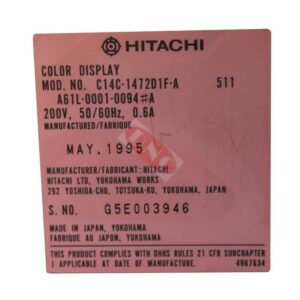 HITACHI
COLOR DISPLAY
MOD. NO. C14C-1472D1F-A 511
A61L-0001-0094#A
200V, 50/60Hz, 0.6A
MANUFACTURED/FABRIQUE
MAY, 1995
MANUFACTURER/FABRICANT: HITACHI
HITACHI LTD, YOKOHAMA WORKS
292 YOSHIDA-CHO, TOTSUKA-KU, YOKOHAMA, JAPAN
S. NO. G5E003946
MADE IN JAPAN, YOKOHAMA
FABRIQUE AU JAPON, YOKOHAMA
THIS PRODUCT COMPLIES WITH DHHS RULES 21 CFR SUBCHAPTER
J APPLICABLE AT DATE OF MANUFACTURE. 4967634